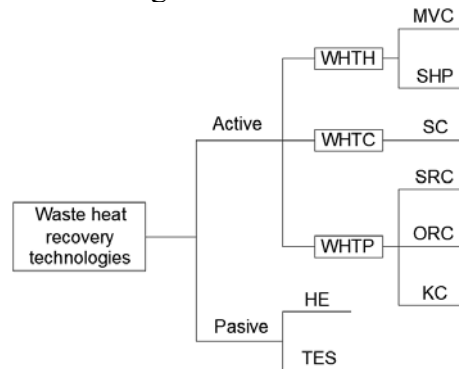 MVC
WHTH
SHP
Active
WHTC
SC
SRC
Waste heat
recovery
technologies
WHTP
ORC
KC
HE
Pasive
TES